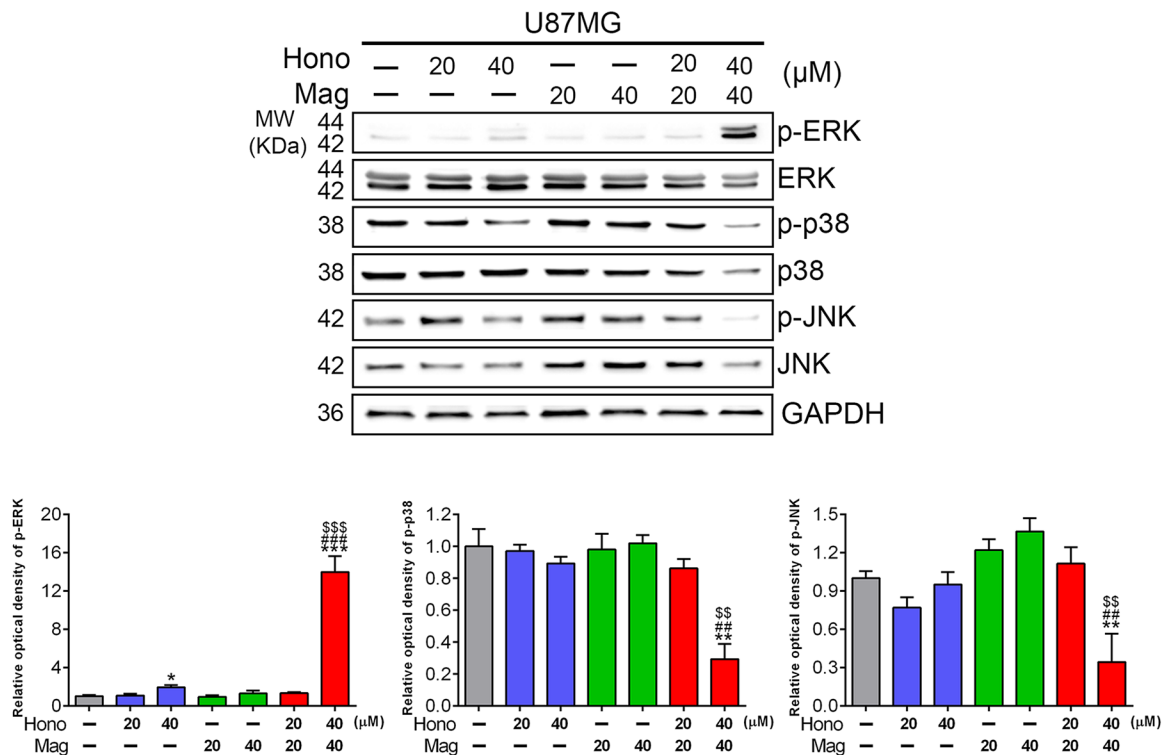 U87MG
Hono — 20 40 — — 20 40 (μM)
Mag — — — 20 40 20 40
MW
(KDa)
44
42
p-ERK
44
42
ERK
38
p-p38
38
p38
42
p-JNK
42
JNK
36
GAPDH
Relative optical density of p-ERK
20
16
12
8
4
0
*
$$$
###
***
Hono — 20 40 — — 20 40 (μM)
Mag — — — 20 40 20 40
Relative optical density of p-p38
1.2
1.0
0.8
0.6
0.4
0.2
0.0
$$
##
**
Hono — 20 40 — — 20 40 (μM)
Mag — — — 20 40 20 40
Relative optical density of p-JNK
1.5
1.2
0.9
0.6
0.3
0.0
$$
##
**
Hono — 20 40 — — 20 40 (μM)
Mag — — — 20 40 20 40